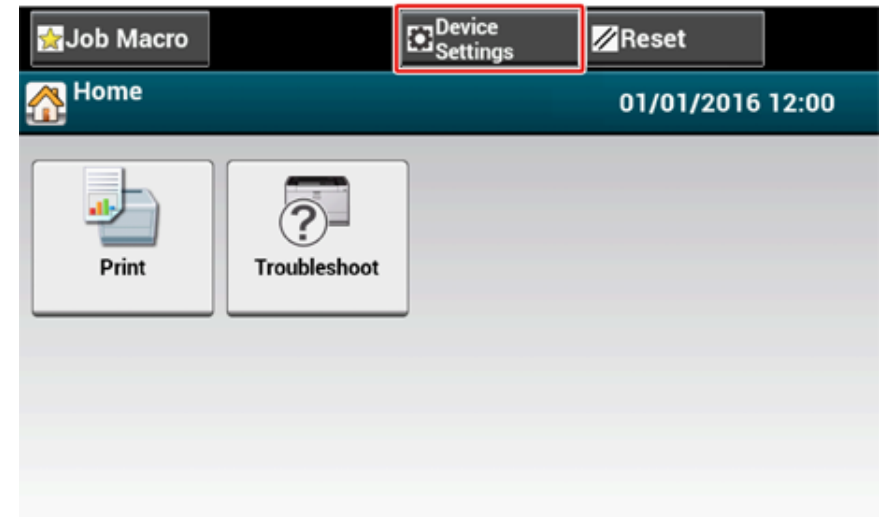 Job Macro
Device
Settings
Reset
Home
01/01/2016 12:00
Print
Troubleshoot